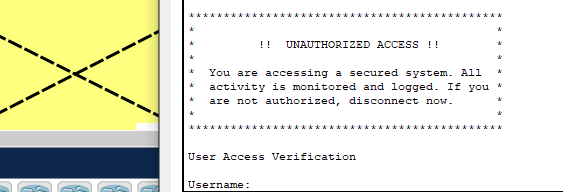 *********************************************
*                                           *
*         !!  UNAUTHORIZED ACCESS !!        *
*                                           *
*  You are accessing a secured system. All  *
*  activity is monitored and logged. If you *
*  are not authorized, disconnect now.      *
*                                           *
*********************************************
User Access Verification
Username: